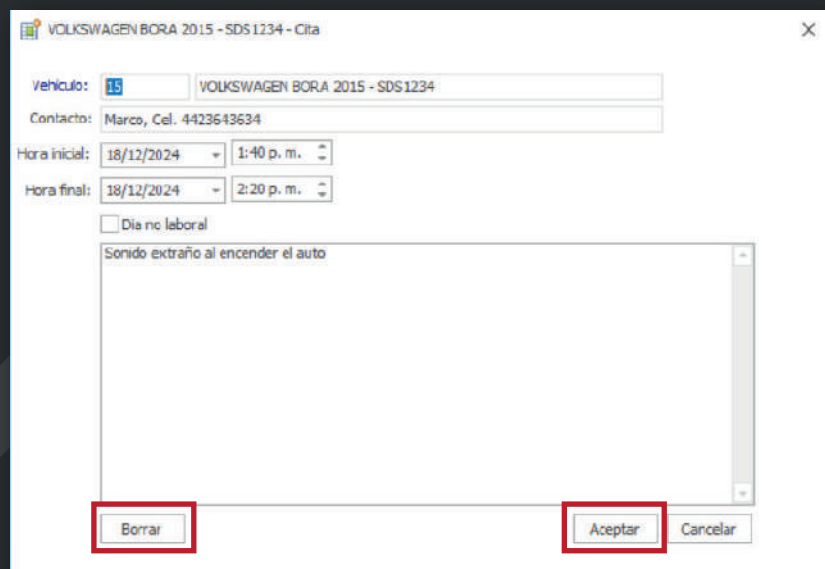 VOLKSWAGEN BORA 2015 - SDS1234 - Cita
Vehículo: 15 VOLKSWAGEN BORA 2015 - SDS1234
Contacto: Marco, Cel. 4423643634
Hora inicial: 18/12/2024 1:40 p. m.
Hora final: 18/12/2024 2:20 p. m.
Dia no laboral
Sonido extraño al encender el auto
Borrar Aceptar Cancelar